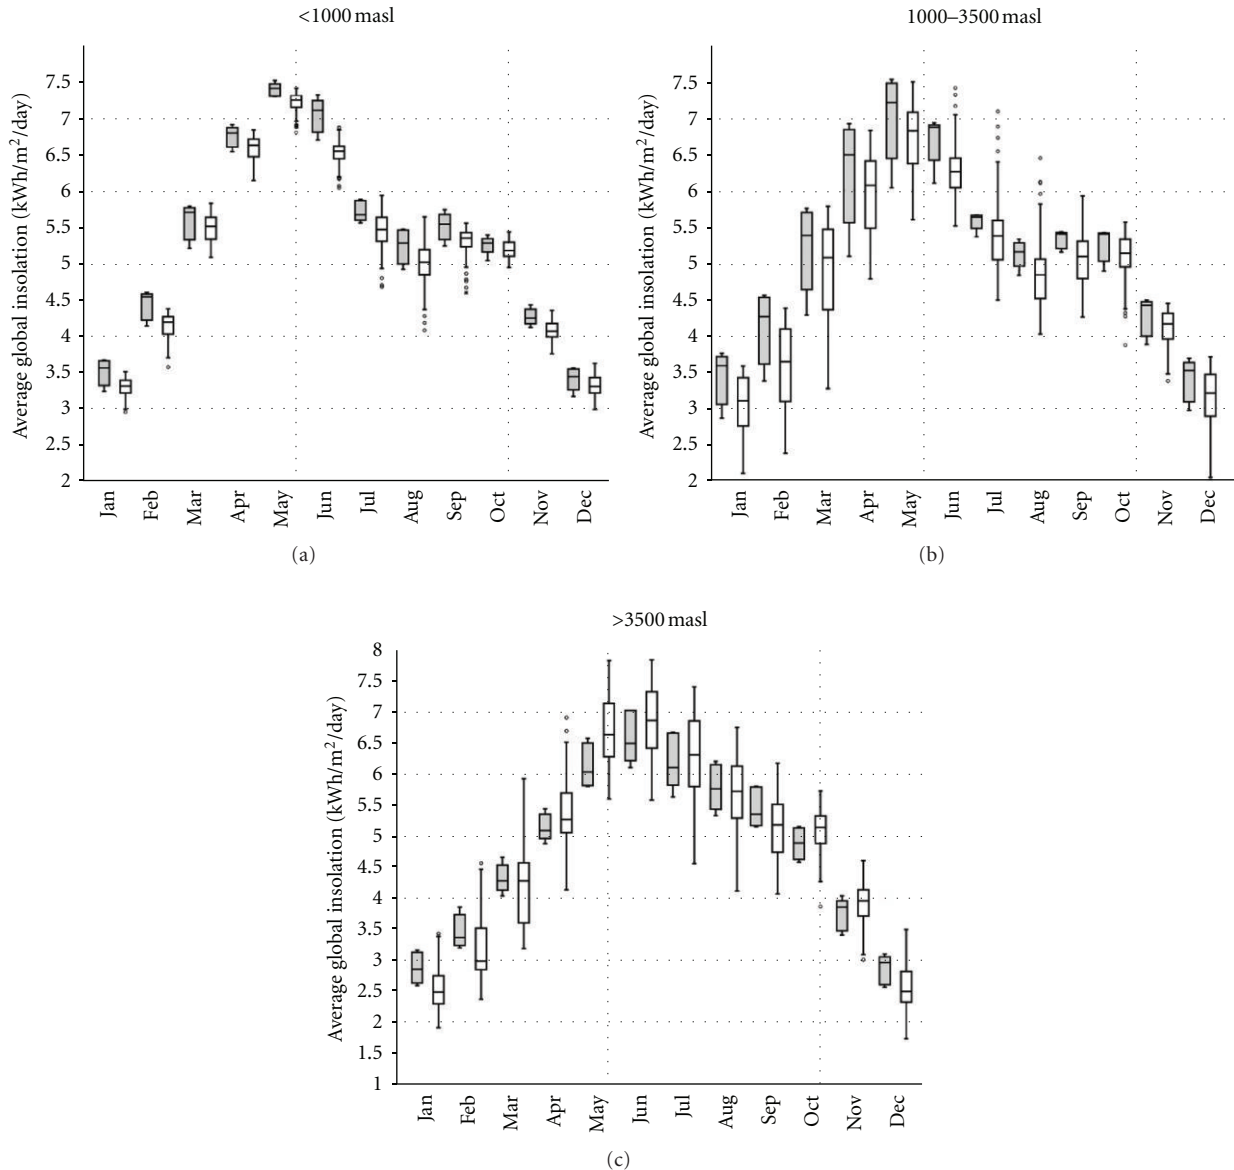 <1000 masl
Average global insolation (kWh/m²/day)
7.5
7
6.5
6
5.5
5
4.5
4
3.5
3
2.5
2
Jan
Feb
Mar
Apr
May
Jun
Jul
Aug
Sep
Oct
Nov
Dec
(a)
1000–3500 masl
Average global insolation (kWh/m²/day)
7.5
7
6.5
6
5.5
5
4.5
4
3.5
3
2.5
2
Jan
Feb
Mar
Apr
May
Jun
Jul
Aug
Sep
Oct
Nov
Dec
(b)
>3500 masl
Average global insolation (kWh/m²/day)
8
7.5
7
6.5
6
5.5
5
4.5
4
3.5
3
2.5
2
1.5
1
Jan
Feb
Mar
Apr
May
Jun
Jul
Aug
Sep
Oct
Nov
Dec
(c)